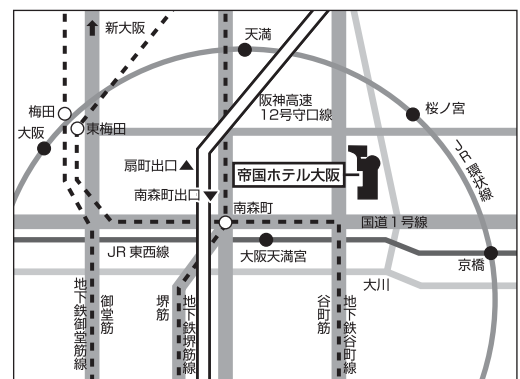 新大阪
天満
阪神高速
12号守口線
梅田
東梅田
大阪
桜ノ宮
JR環状線
扇町出口
帝国ホテル大阪
南森町出口
南森町
国道1号線
JR東西線
大阪天満宮
京橋
大川
地下鉄御堂筋線
御堂筋
堺筋
地下鉄堺筋線
谷町筋
地下鉄谷町線